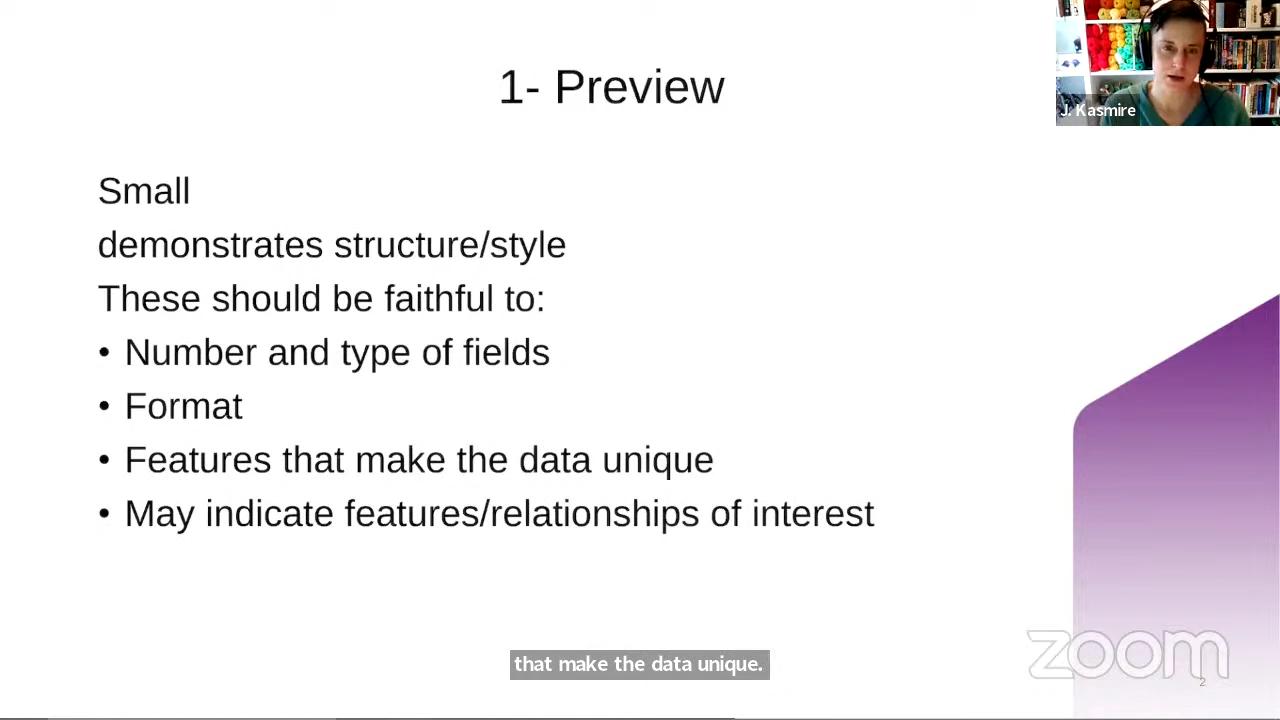 1- Preview
J. Kasmire
Small
demonstrates structure/style
These should be faithful to:
• Number and type of fields
• Format
• Features that make the data unique
• May indicate features/relationships of interest
that make the data unique.
zoom
2